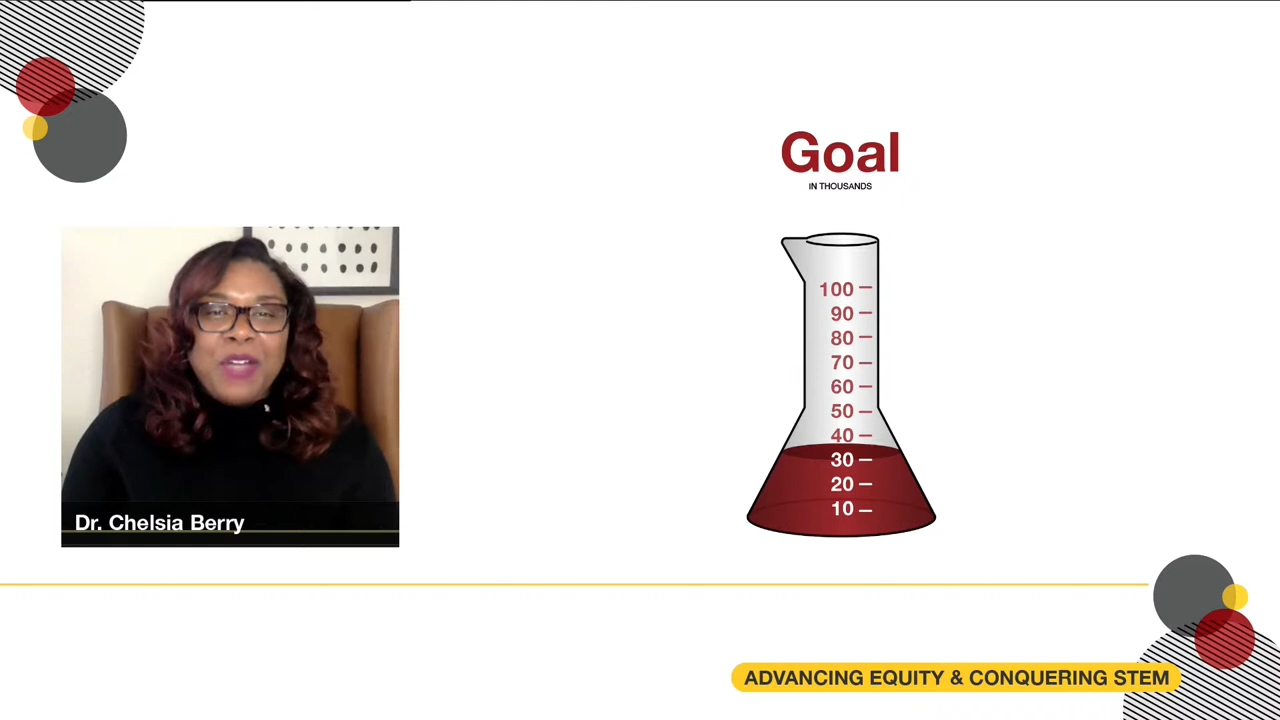 Goal
IN THOUSANDS
100
90
80
70
60
50
40
30
20
10
Dr. Chelsia Berry
ADVANCING EQUITY & CONQUERING STEM